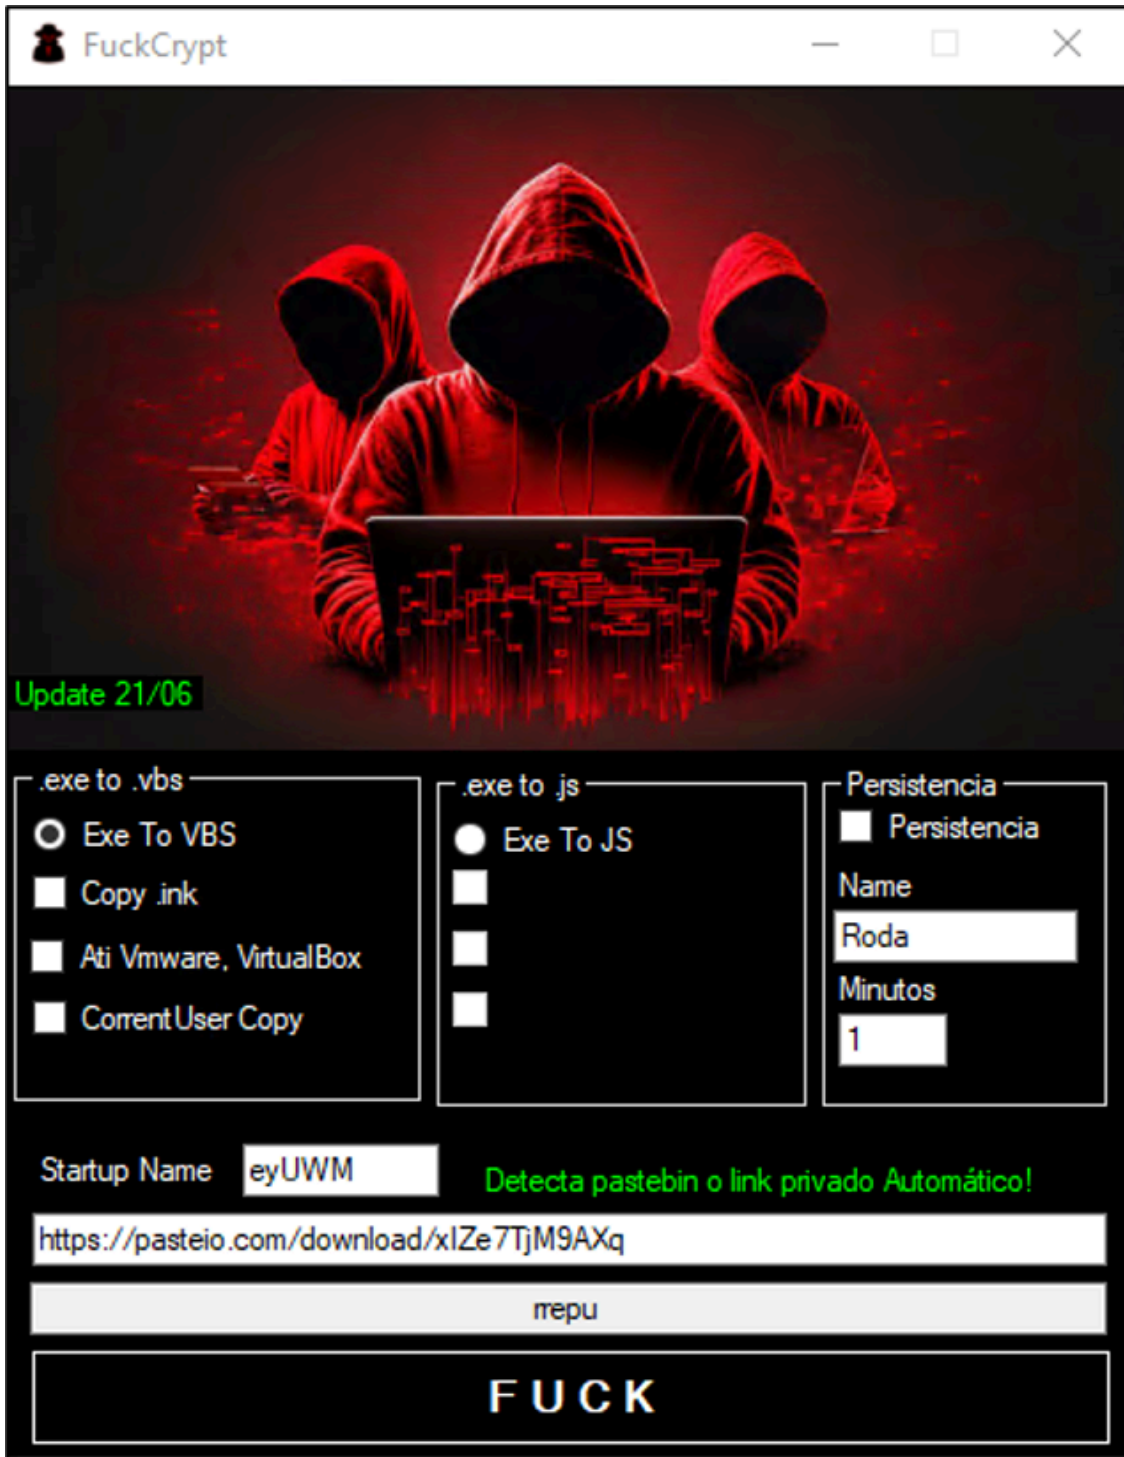 FuckCrypt
Update 21/06
.exe to .vbs
Exe To VBS
Copy .ink
Ati Vmware, VirtualBox
CorrentUser Copy
.exe to .js
Exe To JS
Persistencia
Persistencia
Name
Roda
Minutos
1
Startup Name
eyUWM
Detecta pastebin o link privado Automático!
https://pasteio.com/download/xIZe7TjM9AXq
rrepu
F U C K